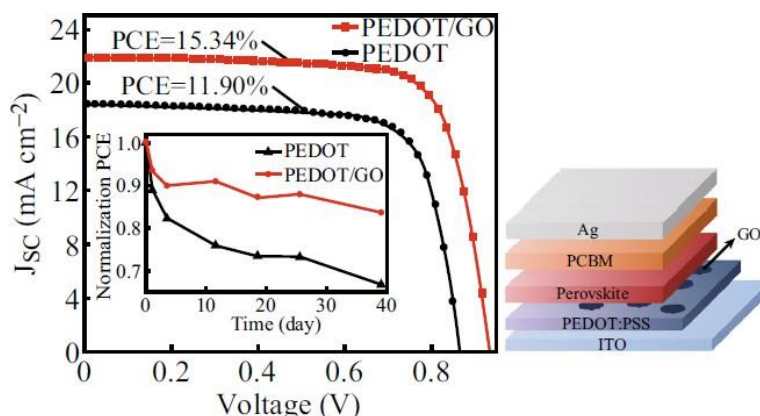 24
20
16
12
8
4
0
J_SC (mA cm⁻²)
PEDOT/GO
PEDOT
PCE=15.34%
PCE=11.90%
1.0
0.9
0.8
0.7
Normalization PCE
PEDOT
PEDOT/GO
0 10 20 30 40
Time (day)
0 0.2 0.4 0.6 0.8
Voltage (V)
GO
Ag
PCBM
Perovskite
PEDOT:PSS
ITO